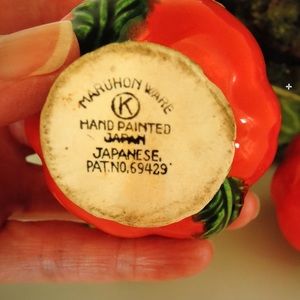 MARUHON WARE
K
HAND PAINTED
JAPAN
JAPANESE.
PAT.NO.69429